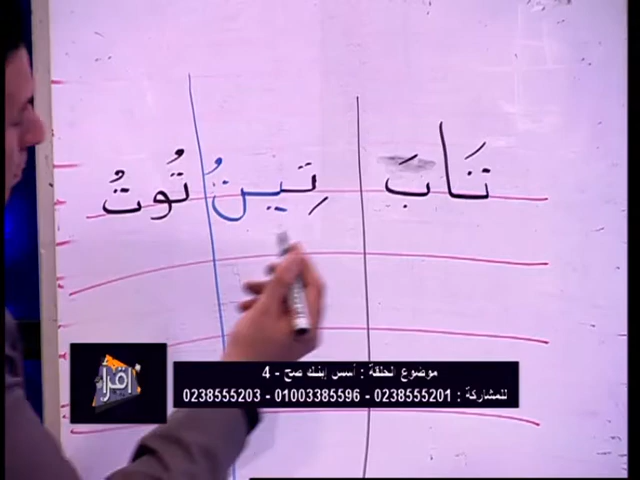 تَابَ تِينُ تُوتُ
اقرأ
موضوع الحلقة : أسس إبنك صح - 4
للمشاركة : 0238555201 - 01003385596 - 0238555203